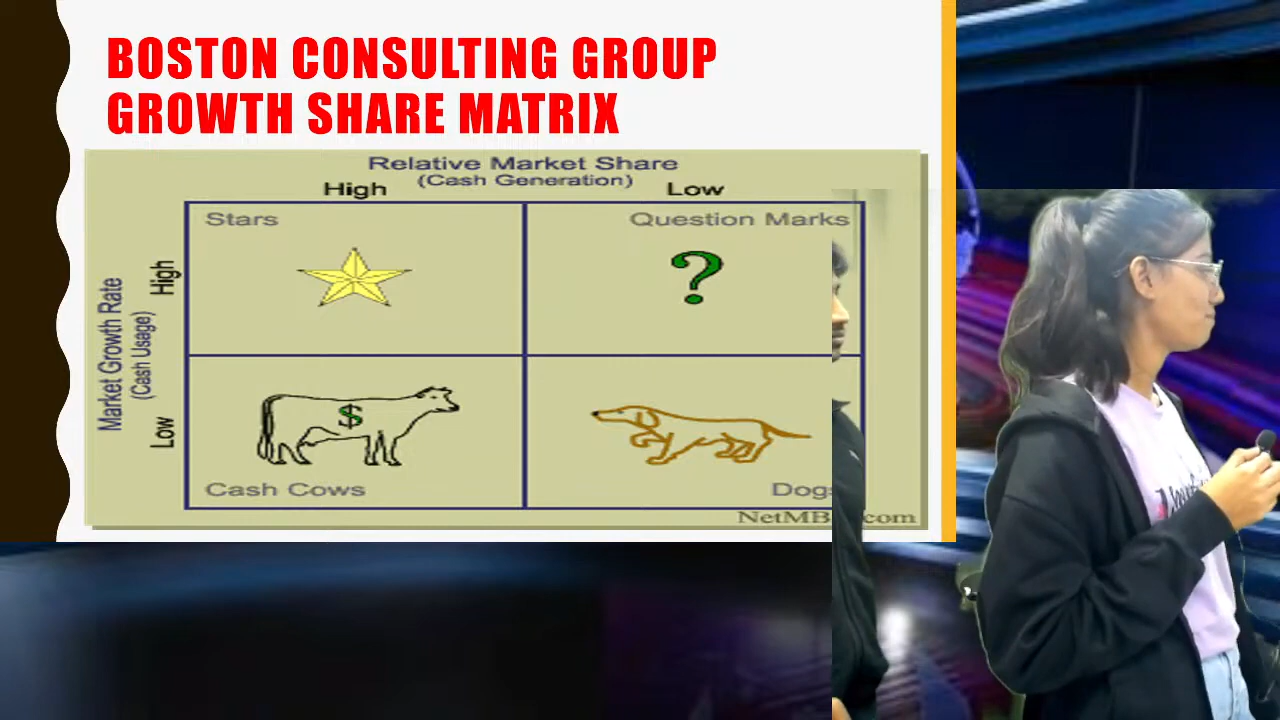 BOSTON CONSULTING GROUP
GROWTH SHARE MATRIX
Relative Market Share
(Cash Generation)
High
Low
Stars
Question Marks
Market Growth Rate
(Cash Usage)
High
Low
Cash Cows
Dogs